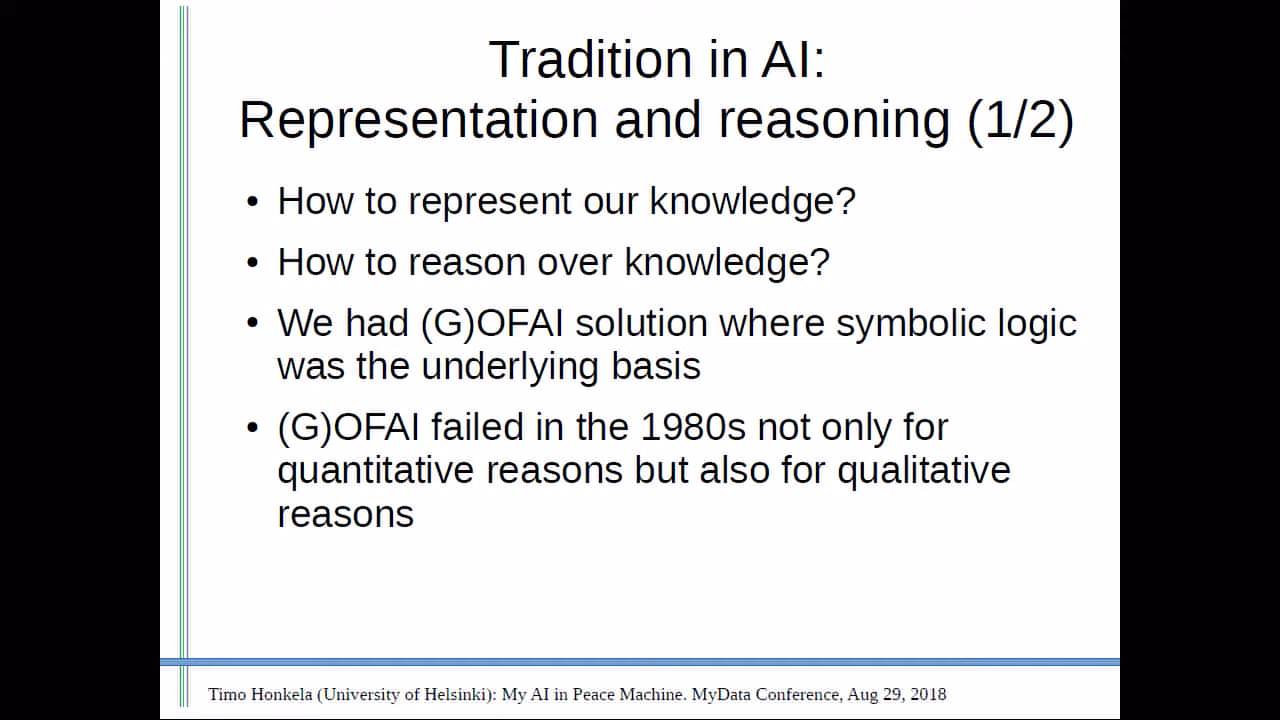 Tradition in AI:
Representation and reasoning (1/2)
• How to represent our knowledge?
• How to reason over knowledge?
• We had (G)OFAI solution where symbolic logic
was the underlying basis
• (G)OFAI failed in the 1980s not only for
quantitative reasons but also for qualitative
reasons
Timo Honkela (University of Helsinki): My AI in Peace Machine. MyData Conference, Aug 29, 2018